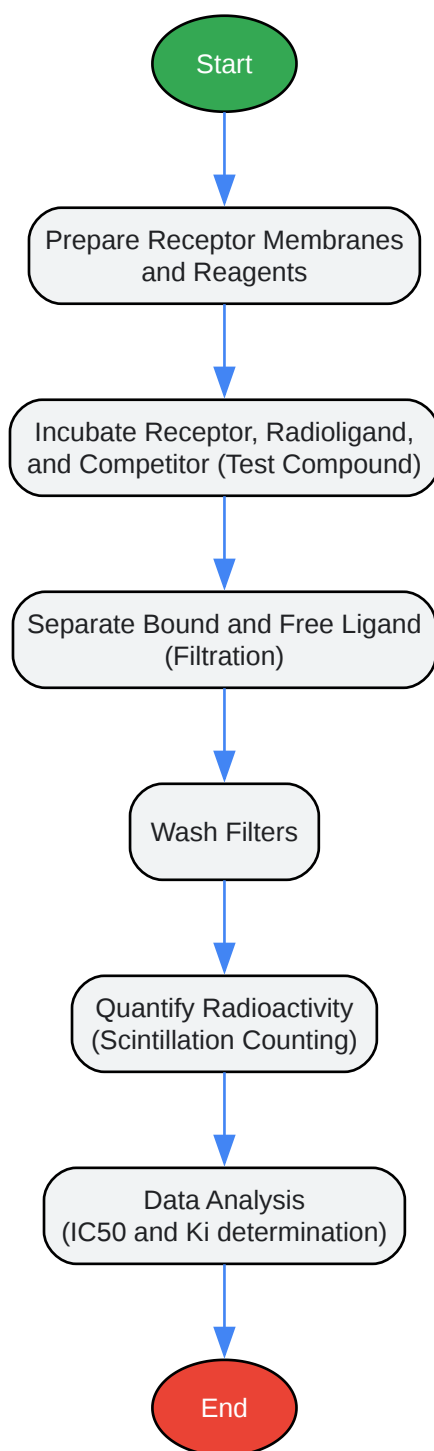 Start
Prepare Receptor Membranes
and Reagents
Incubate Receptor, Radioligand,
and Competitor (Test Compound)
Separate Bound and Free Ligand
(Filtration)
Wash Filters
Quantify Radioactivity
(Scintillation Counting)
Data Analysis
(IC50 and Ki determination)
End